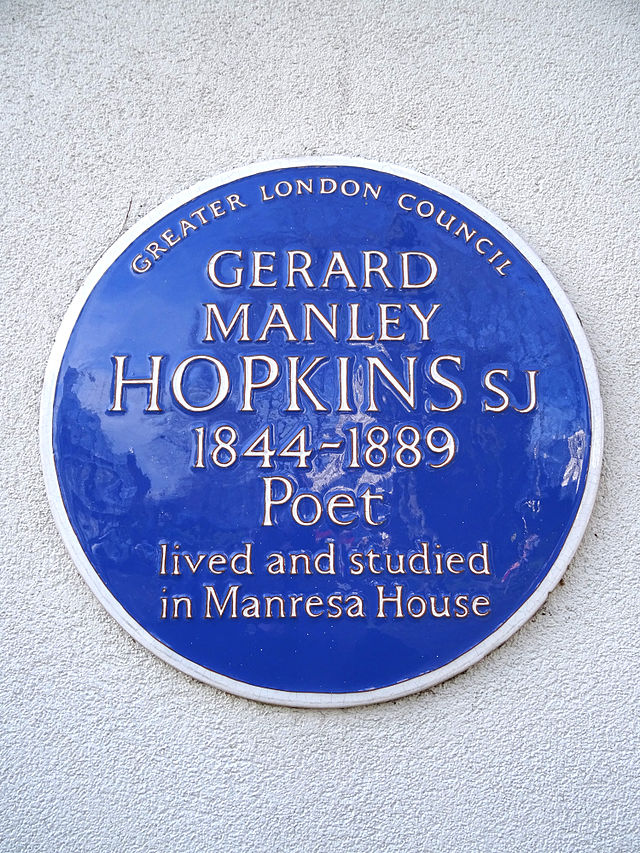 GREATER LONDON COUNCIL
GERARD
MANLEY
HOPKINS SJ
1844-1889
Poet
lived and studied
in Manresa House